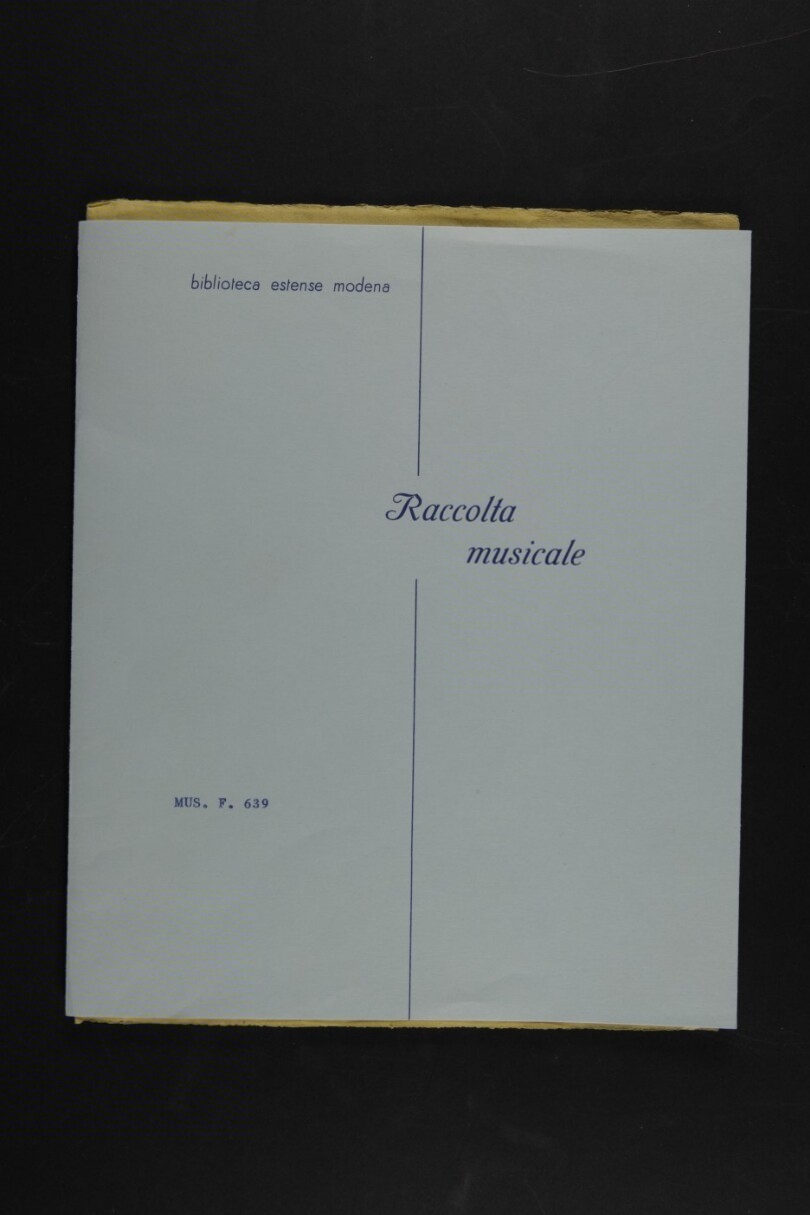 biblioteca estense modena
Raccolta
musicale
MUS. F. 639